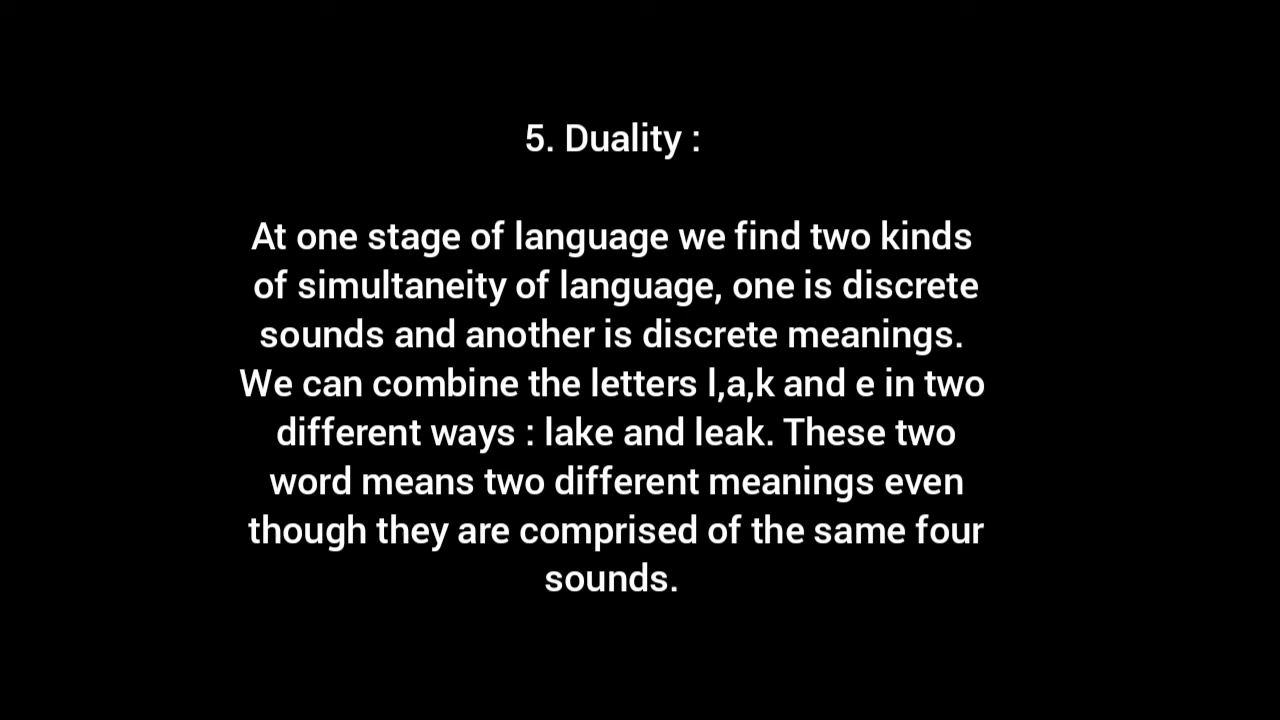 5. Duality :
At one stage of language we find two kinds
of simultaneity of language, one is discrete
sounds and another is discrete meanings.
We can combine the letters l,a,k and e in two
different ways : lake and leak. These two
word means two different meanings even
though they are comprised of the same four
sounds.